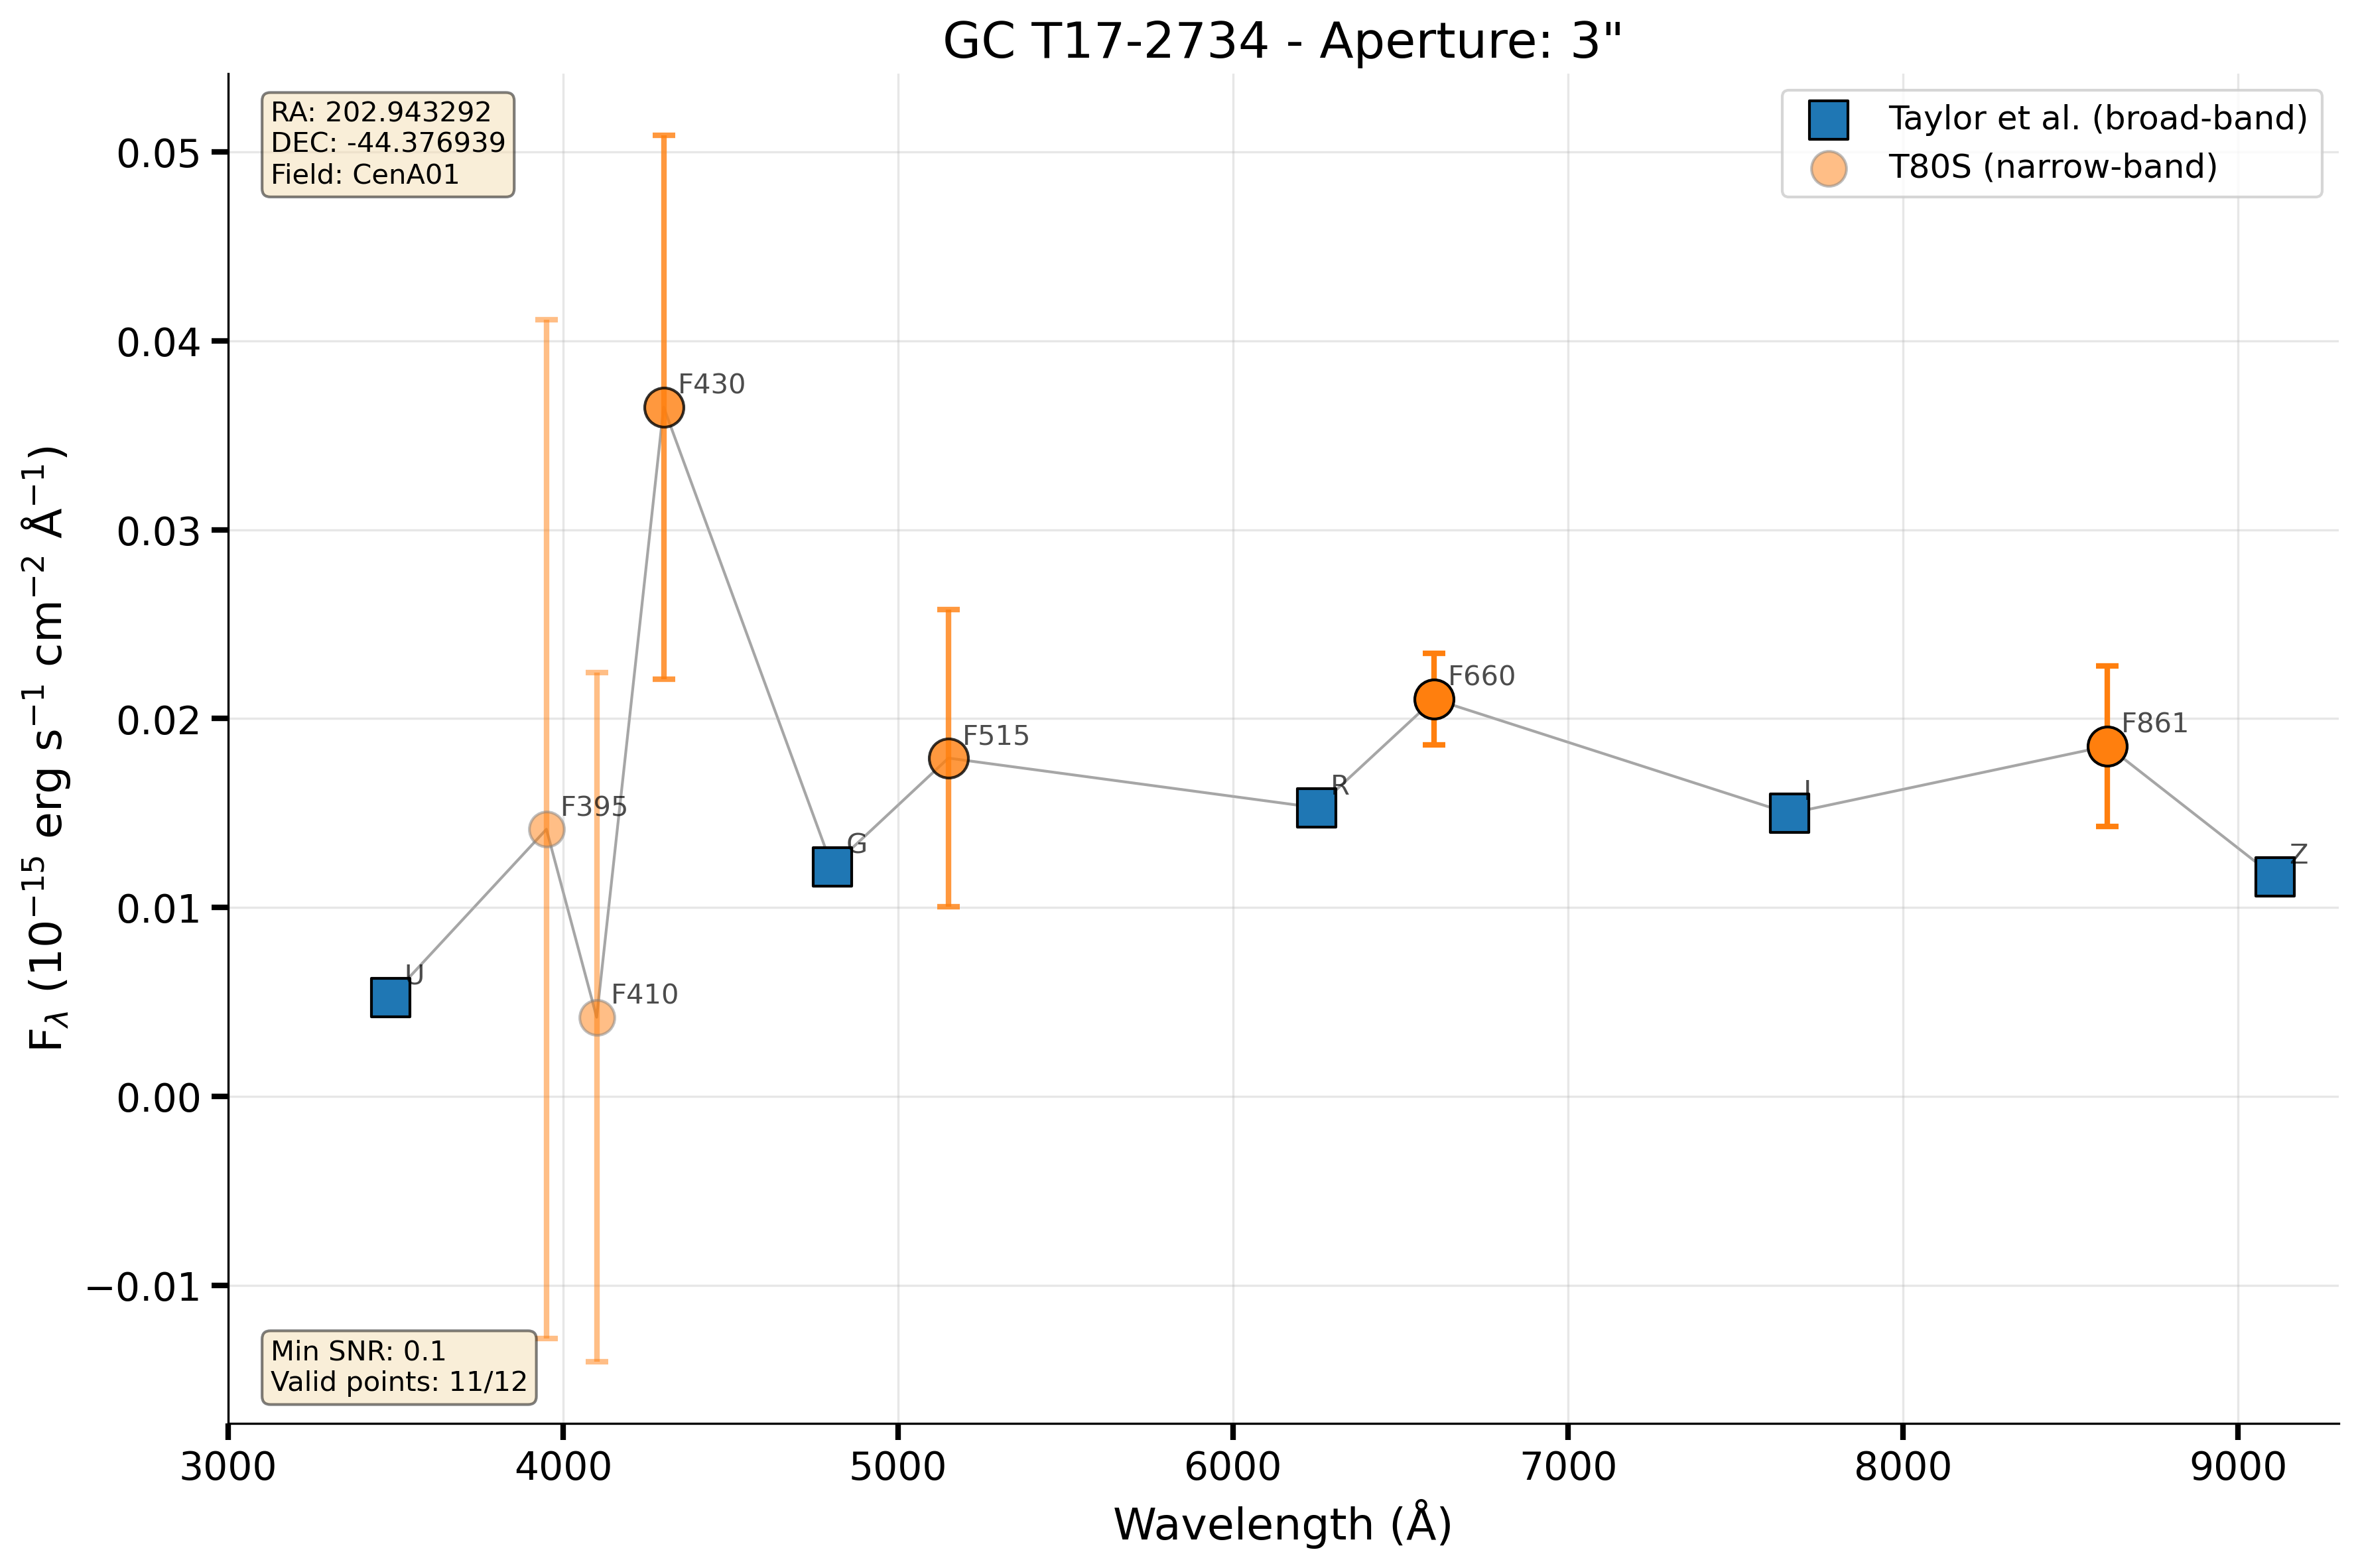 GC T17-2734 - Aperture: 3"
RA: 202.943292
DEC: -44.376939
Field: CenA01
Taylor et al. (broad-band)
T80S (narrow-band)
F$_\lambda$ (10$^{-15}$ erg s$^{-1}$ cm$^{-2}$ Å$^{-1}$)
0.05
0.04
0.03
0.02
0.01
0.00
−0.01
U
F395
F410
F430
G
F515
R
F660
I
F861
Z
Min SNR: 0.1
Valid points: 11/12
3000 4000 5000 6000 7000 8000 9000
Wavelength (Å)